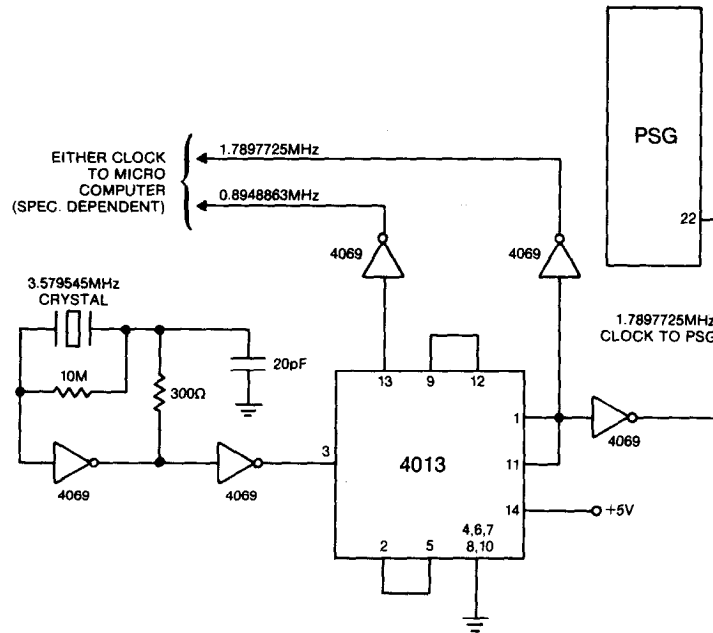 PSG
22
1.7897725MHz
EITHER CLOCK
TO MICRO
COMPUTER
(SPEC. DEPENDENT)
0.8948863MHz
4069
4069
3.579545MHz
CRYSTAL
10M
300Ω
20pF
1.7897725MHz
CLOCK TO PSG
13
9
12
1
4069
3
4013
11
4069
4069
14
+5V
4,6,7
8,10
2
5